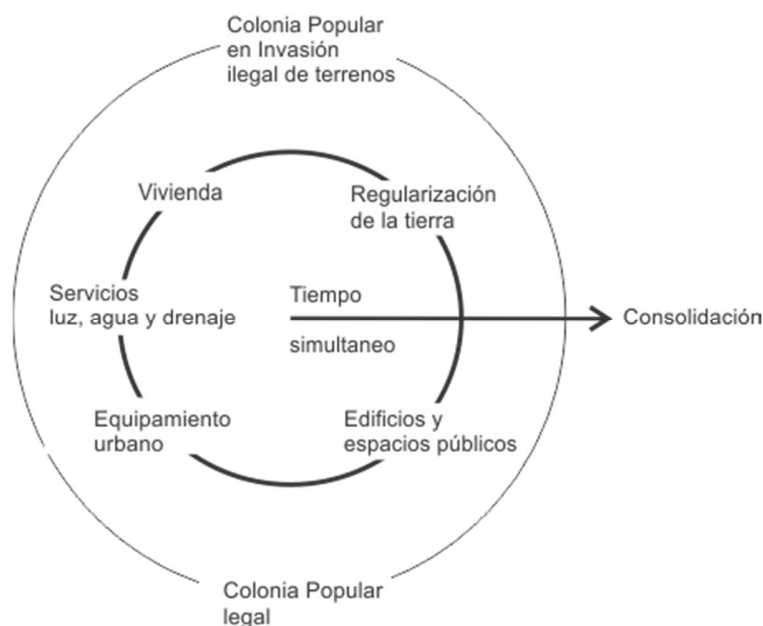 Colonia Popular
en Invasión
ilegal de terrenos
Vivienda
Regularización
de la tierra
Servicios
luz, agua y drenaje
Tiempo
simultaneo
Consolidación
Equipamiento
urbano
Edificios y
espacios públicos
Colonia Popular
legal